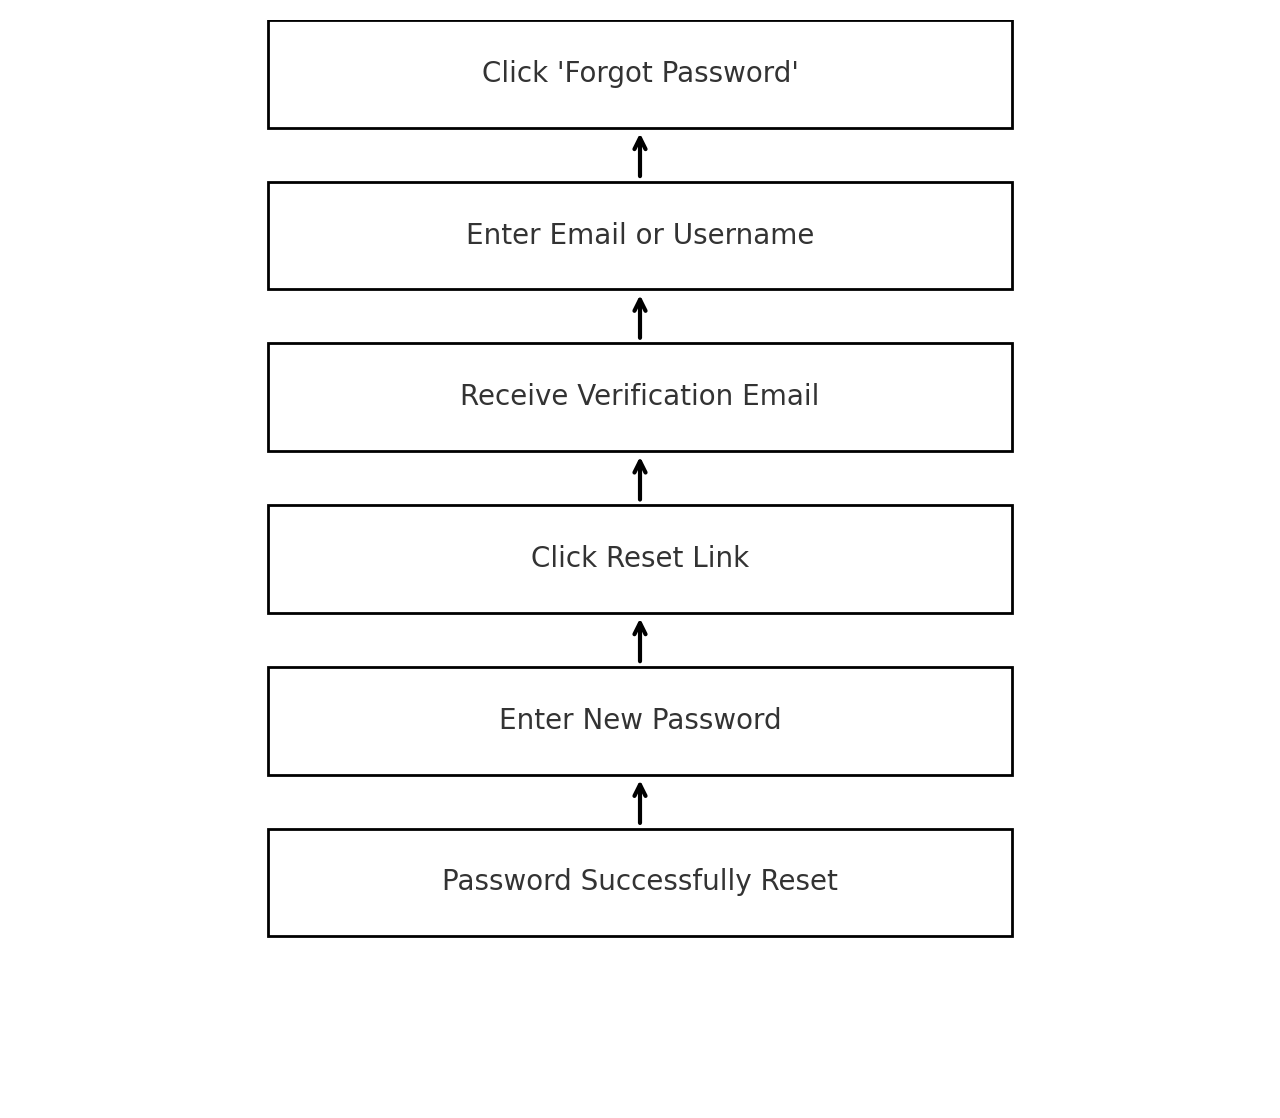 Click 'Forgot Password'
Enter Email or Username
Receive Verification Email
Click Reset Link
Enter New Password
Password Successfully Reset